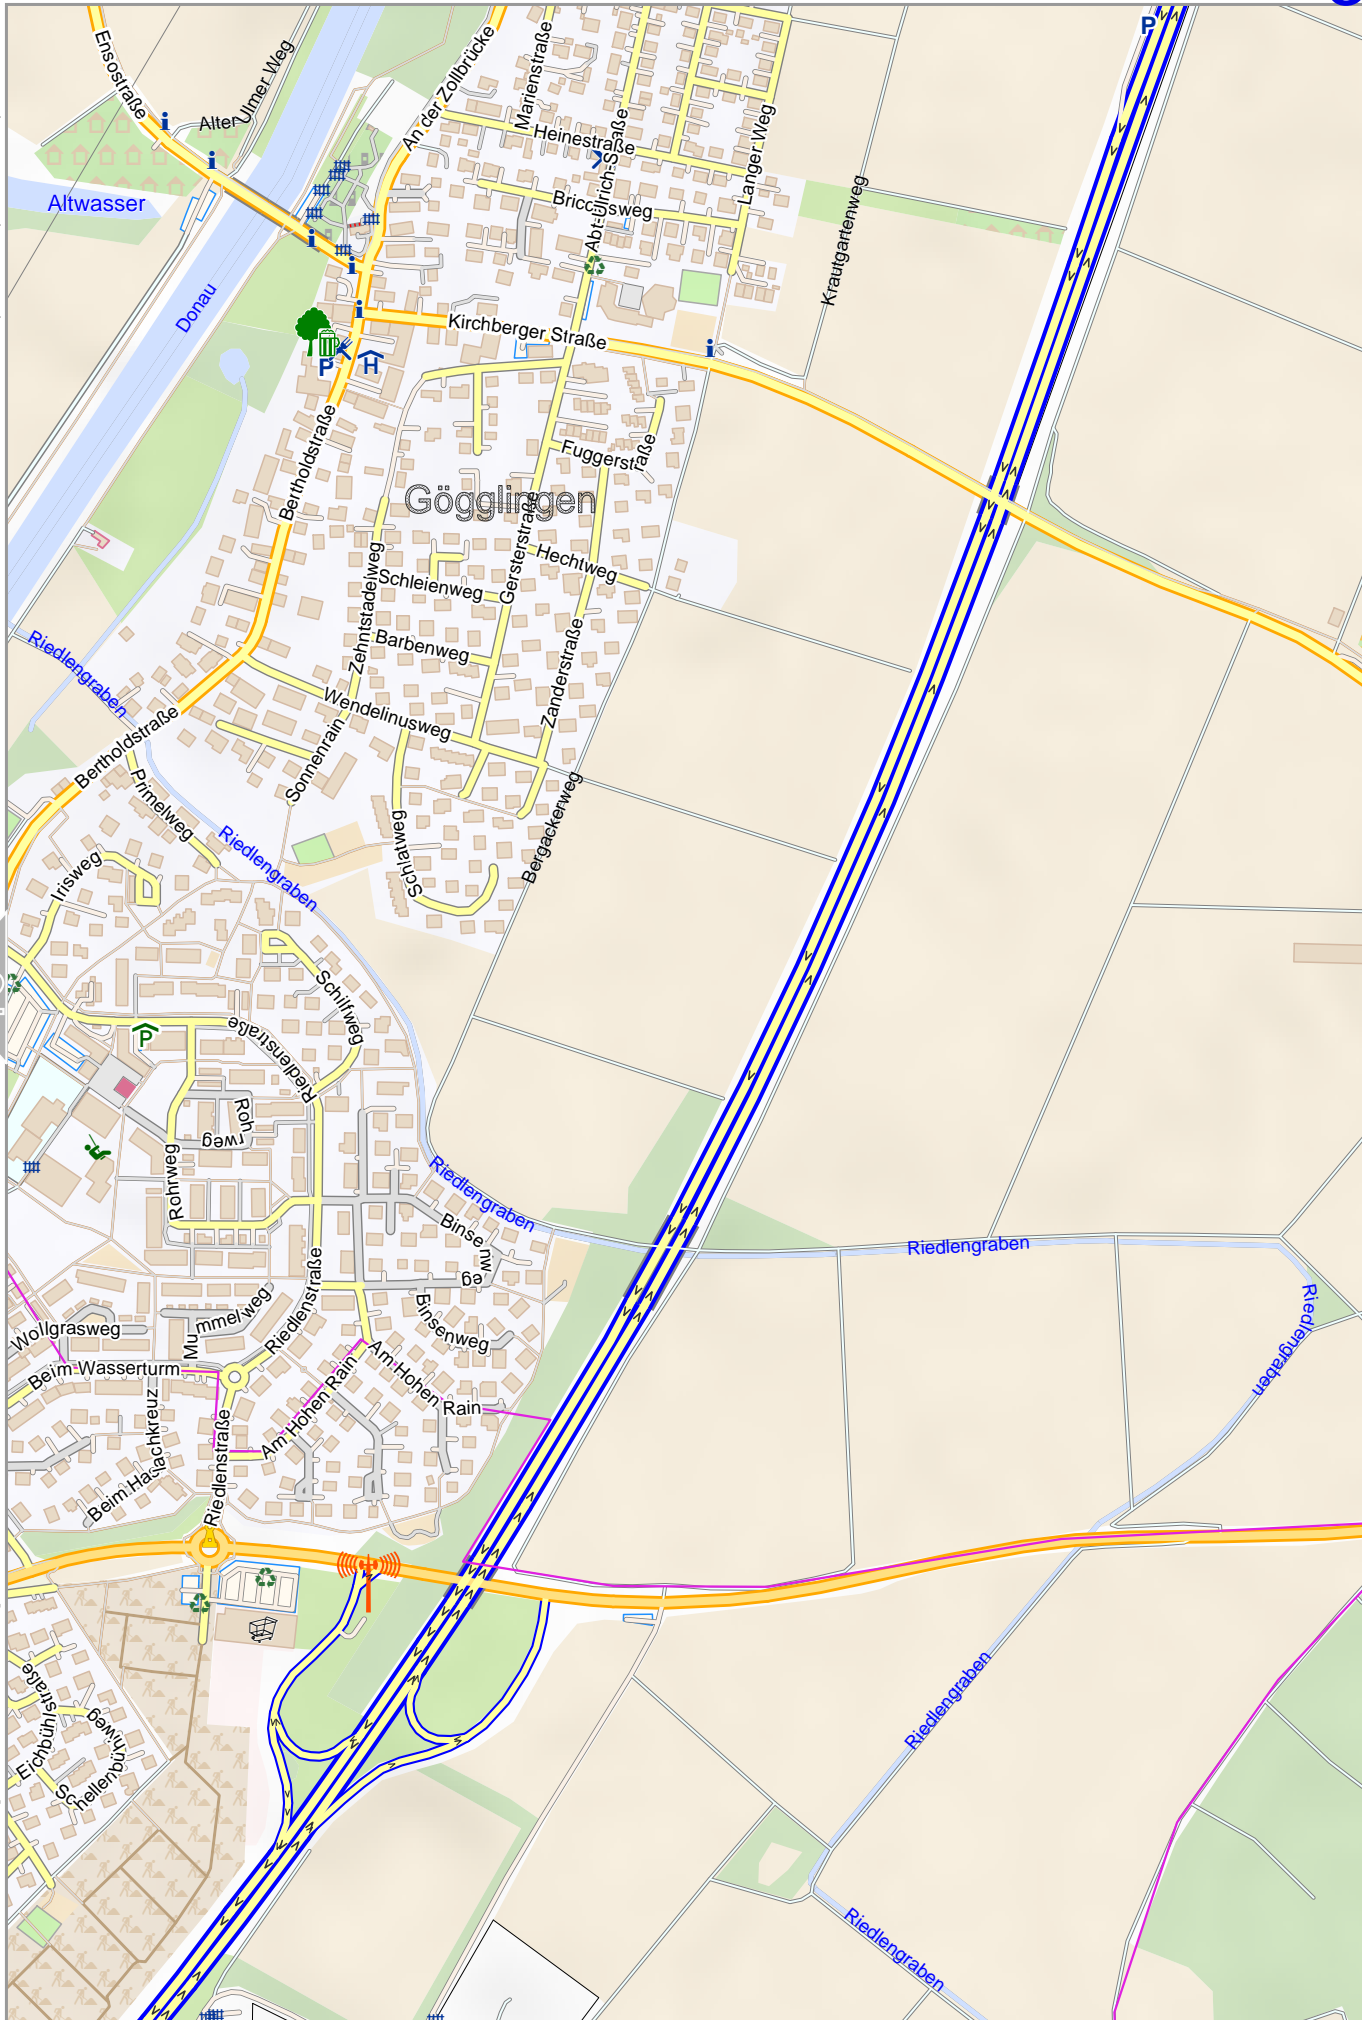 P
Ensostraße
Alter Ulmer Weg
An der Zollbrücke
Marienstraße
Heinestraße
Abt-Ulrich-Straße
Langer Weg
Altwasser
Krautgartenweg
Donau
Kirchberger Straße
P
H
Bertholdstraße
Fuggerstraße
Gögglingen
Gersterstraße
Hechtweg
Schleienweg
Zehntstadelweg
Barbenweg
Zanderstraße
Riedlengraben
Wendelinusweg
Bertholdstraße
Sonnenrain
Primelweg
Riedlengraben
Schlatweg
Bergackerweg
Irisweg
Schilfweg
Riedlenstraße
Riedlenstraße
P
Rohrweg
Rohrweg
Riedlengraben
Binsenweg
Riedlengraben
Riedlengraben
Binsenweg
Mummelweg
Riedlenstraße
Wollgrasweg
Beim Wasserturm
Am Hohen Rain
Am Hohen Rain
Riedlenstraße
Beim Haslachkreuz
Riedlengraben
Eichbühlstraße
Schellenbühlweg
Riedlengraben